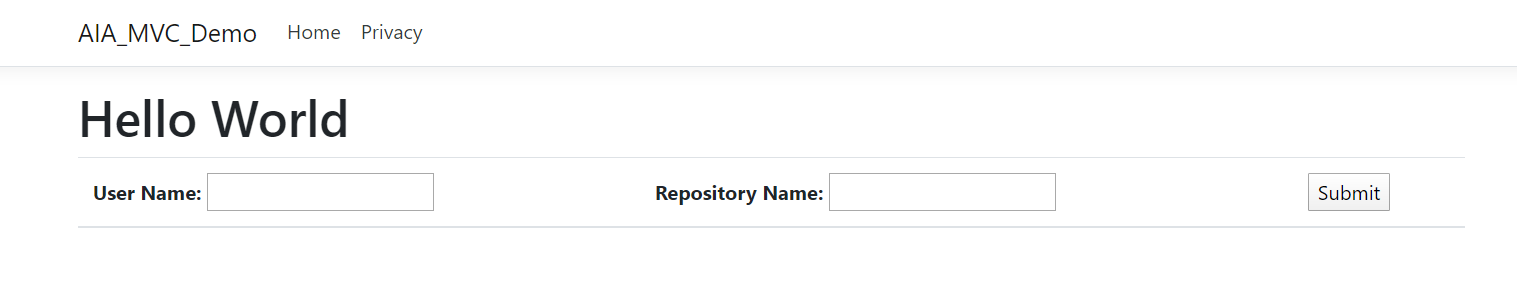 AIA_MVC_Demo Home Privacy
Hello World
User Name: Repository Name: Submit